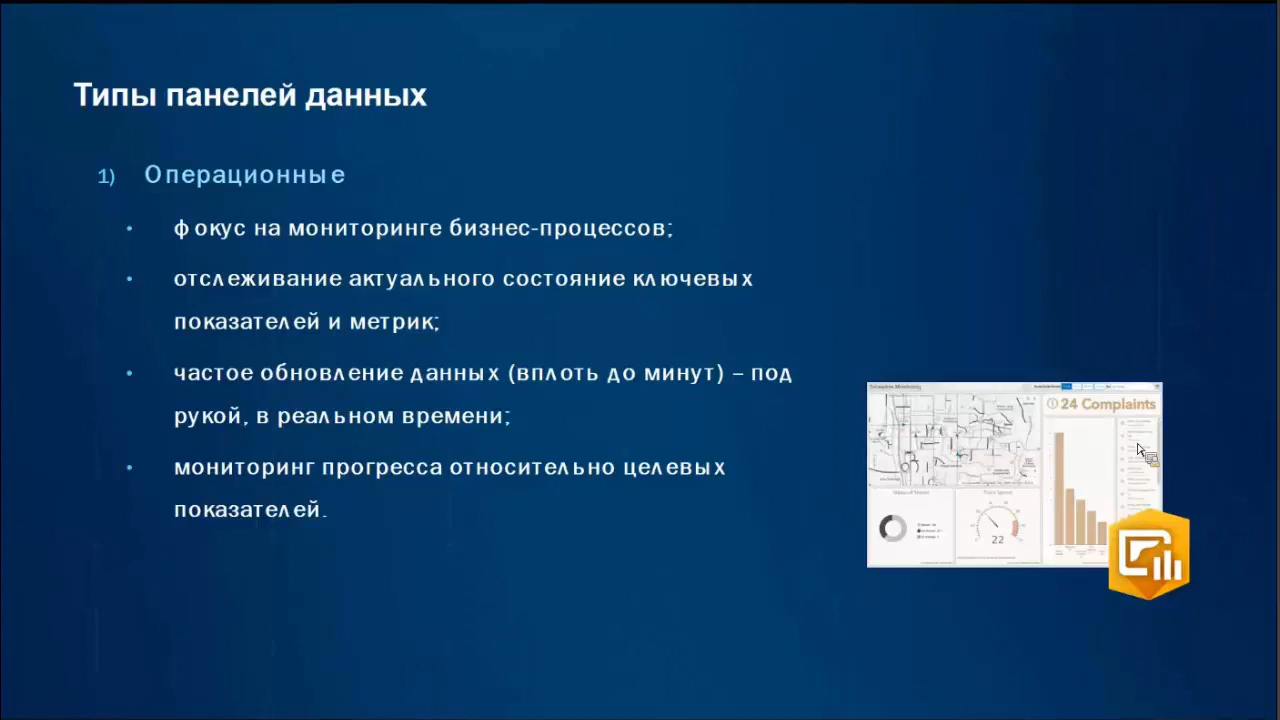 Типы панелей данных
1) Операционные
• фокус на мониторинге бизнес-процессов;
• отслеживание актуального состояние ключевых
показателей и метрик;
• частое обновление данных (вплоть до минут) – под
рукой, в реальном времени;
• мониторинг прогресса относительно целевых
показателей.
24 Complaints
22